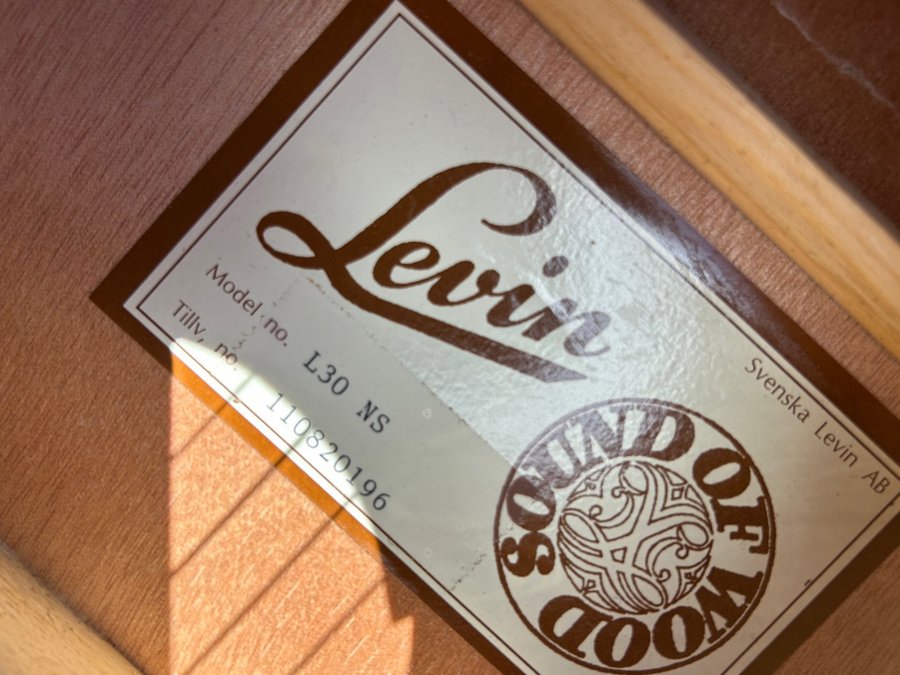 Levin
Model no. L30 NS
Tillv. no. 110820196
Svenska Levin AB
SOUND OF WOOD